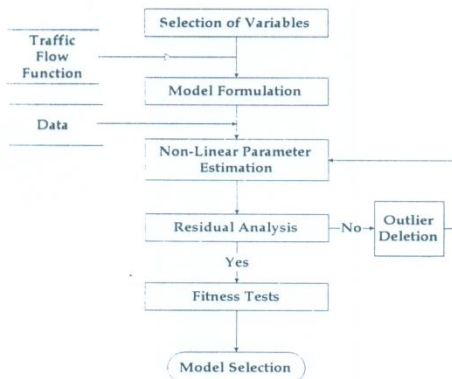 Selection of Variables
Traffic
Flow
Function
Model Formulation
Data
Non-Linear Parameter
Estimation
Residual Analysis
No
Outlier
Deletion
Yes
Fitness Tests
Model Selection